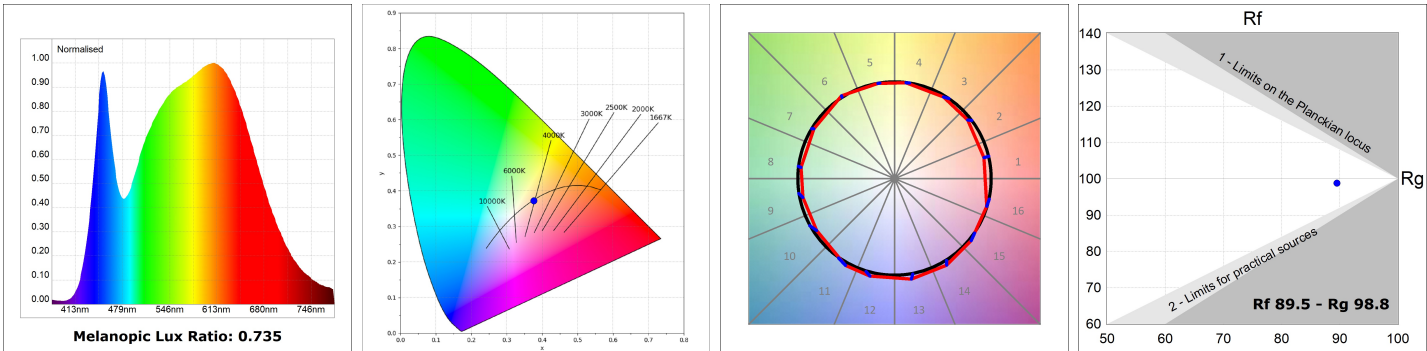 Normalised
1.00
0.90
0.80
0.70
0.60
0.50
0.40
0.30
0.20
0.10
0.00
413nm 479nm 546nm 613nm 680nm 746nm
Melanopic Lux Ratio: 0.735
0.9
0.8
0.7
0.6
0.5
0.4
0.3
0.2
0.1
0.0
y
0.0 0.1 0.2 0.3 0.4 0.5 0.6 0.7 0.8
x
1667K
2000K
2500K
3000K
4000K
6000K
10000K
1
2
3
4
5
6
7
8
9
10
11
12
13
14
15
16
Rf
140
130
120
110
100
90
80
70
60
50 60 70 80 90 100
Rg
1 - Limits on the Planckian locus
2 - Limits for practical sources
Rf 89.5 - Rg 98.8